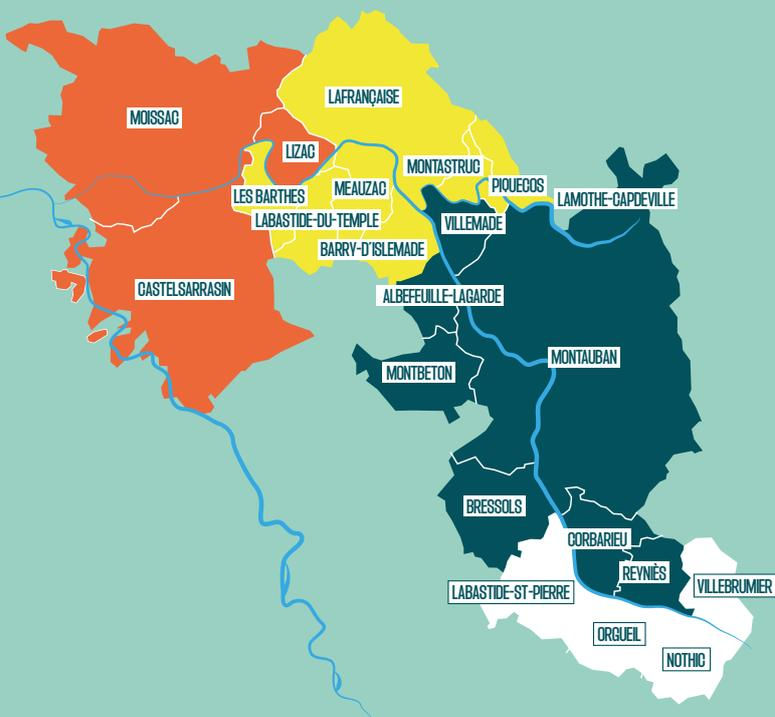 LAFRANÇAISE
MOISSAC
LIZAC
MONTASTRUC
PIQUECOS
MEAUZAC
LES BARTHES
LAMOTHE-CAPDEVILLE
LABASTIDE-DU-TEMPLE
VILLEMADE
BARRY-D'ISLEMADE
CASTELSARRASIN
ALBEFEUILLE-LAGARDE
MONTAUBAN
MONTBETON
BRESSOLS
CORBARIEU
REYNIÈS
VILLEBRUMIER
LABASTIDE-ST-PIERRE
ORGUEIL
NOTHIC